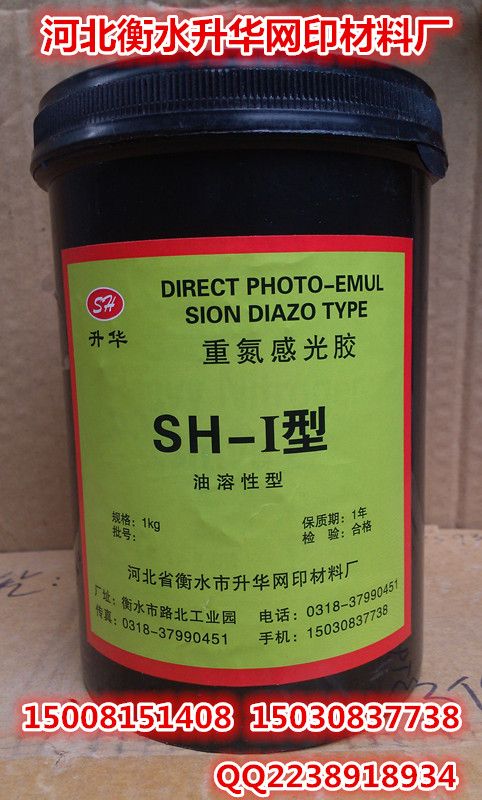 河北衡水升华网印材料厂
SH
升华
DIRECT PHOTO-EMUL
SION DIAZO TYPE
重氮感光胶
SH-I型
油溶性型
规格：1kg
保质期：1年
批号：
检 验：合格
河北省衡水市升华网印材料厂
厂址：衡水市路北工业园
电话：0318-37990451
传真：0318-37990451
手机：15030837738
15008151408 15030837738
QQ2238918934